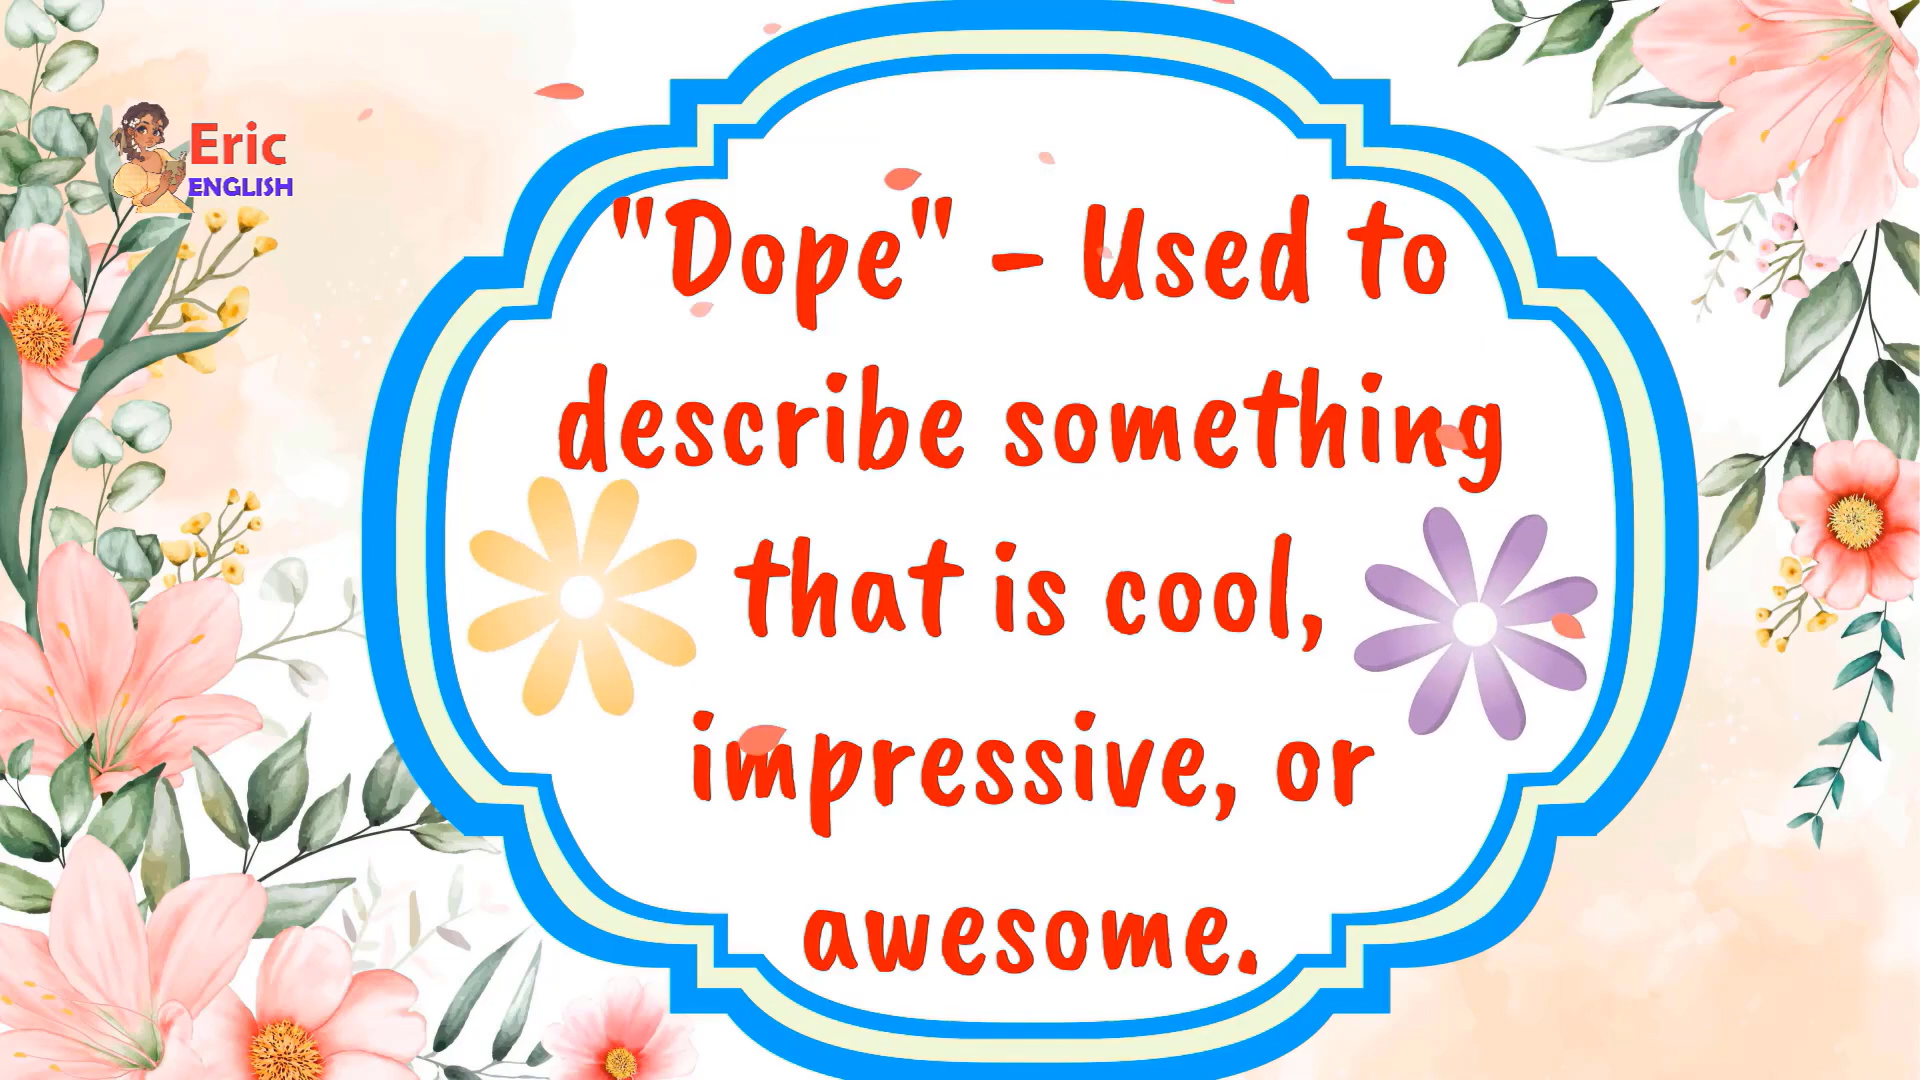 Eric
ENGLISH
"Dope" - Used to
describe something
that is cool,
impressive, or
awesome.